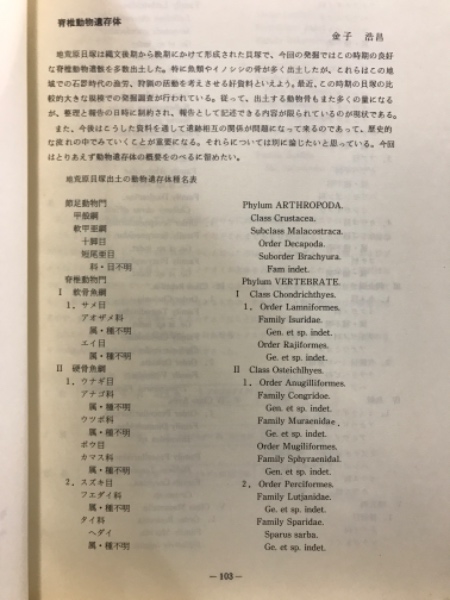 脊椎動物遺存体
金子 浩昌
地荒原貝塚は縄文後期から晩期にかけて形成された貝塚で、今回の発掘ではこの時期の良好
な脊椎動物遺骸を多数出土した。特に魚類やイノシシの骨が多く出土したが、これらはこの地
域での石器時代の漁労、狩猟の活動を考えさせる好資料といえよう。最近、この時期の貝塚の比
較的大きな規模での発掘調査が行われている。従って、出土する動物骨もまた多くの量になる
が、整理と報告の日時に制約され、報告として記述できる内容が限られているのが現状である。
また、今後はこうした資料を通して遺跡相互の関係が問題になって来るのであって、歴史的
な流れの中でみていくことが重要になる。それらについては別に論じたいと思っている。今回
はとりあえず動物遺存体の概要をのべるに留めたい。
地荒原貝塚出土の動物遺存体種名表
節足動物門 Phylum ARTHROPODA.
甲殻綱 Class Crustacea.
軟甲亜綱 Subclass Malacostraca.
十脚目 Order Decapoda.
短尾亜目 Suborder Brachyura.
科・目不明 Fam indet.
脊椎動物門 Phylum VERTEBRATE.
Ⅰ 軟骨魚綱 Ⅰ Class Chondrichthyes.
1. サメ目 1. Order Lamniformes.
アオザメ科 Family Isuridae.
属・種不明 Gen. et sp. indet.
エイ目 Order Rajiformes.
属・種不明 Ge. et sp. indet.
Ⅱ 硬骨魚綱 Ⅱ Class Osteichlhyes.
1. ウナギ目 1. Order Anugilliformes.
アナゴ科 Family Congridoe.
属・種不明 Gen. et sp. indet.
ウツボ科 Family Muraenidae.
属・種不明 Ge. et sp. indet.
ボウ目 Order Mugiliformes.
カマス科 Family Sphyraenidal.
属・種不明 Gen. et sp. indet.
2. スズキ目 2. Order Perciformes.
フエダイ科 Family Lutjanidae.
属・種不明 Ge. et sp. indet.
タイ科 Family Sparidae.
ヘダイ Sparus sarba.
属・種不明 Ge. et sp. indet.
— 103 —